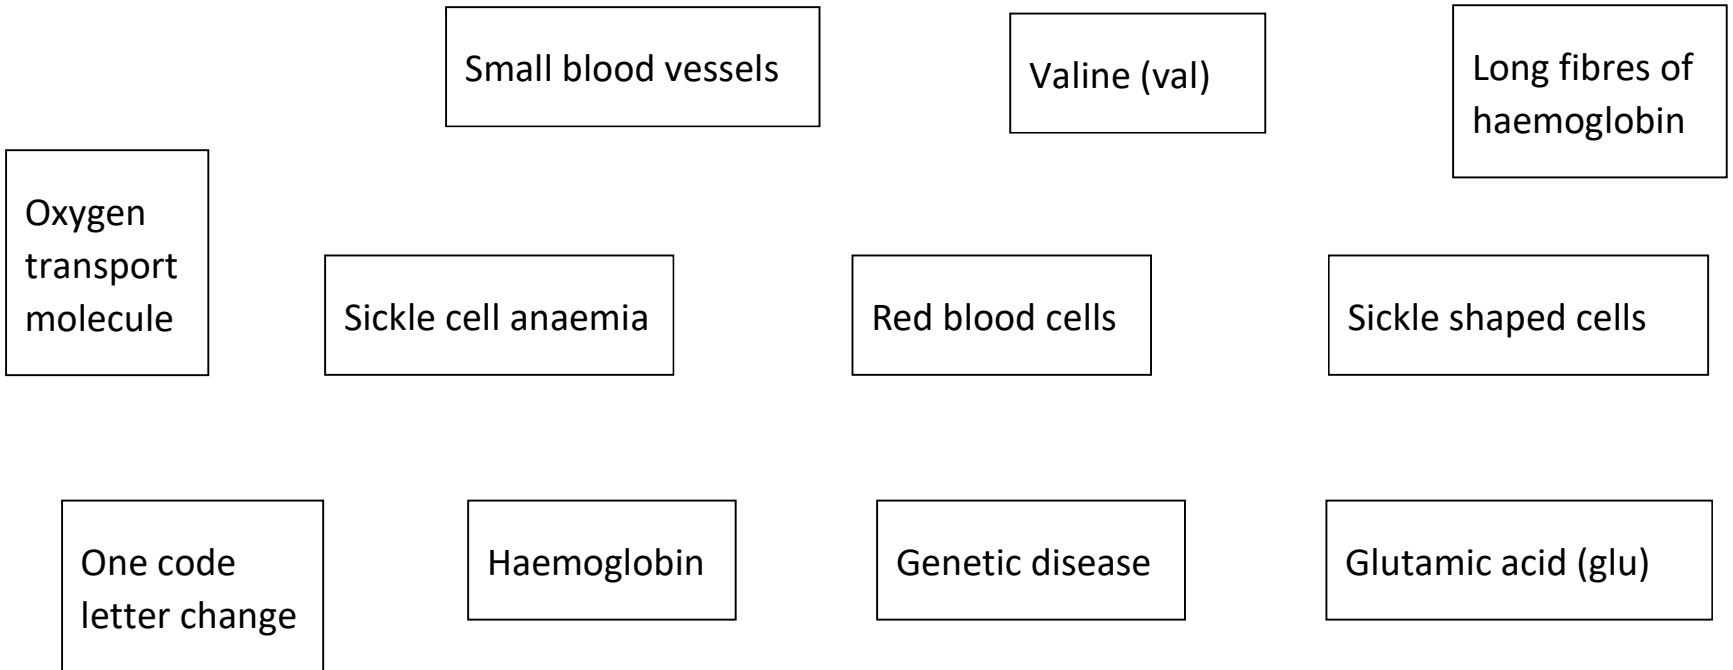 Small blood vessels
Valine (val)
Long fibres of
haemoglobin
Oxygen
transport
molecule
Sickle cell anaemia
Red blood cells
Sickle shaped cells
One code
letter change
Haemoglobin
Genetic disease
Glutamic acid (glu)